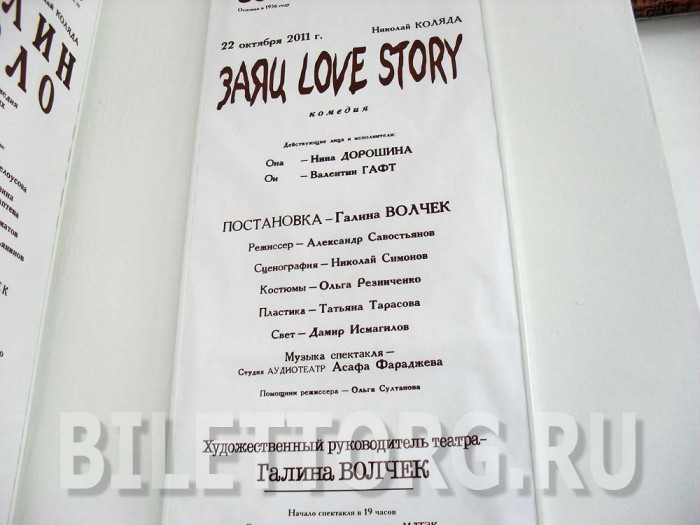 Основан в 1956 году
22 октября 2011 г.
Николай КОЛЯДА
ЗАЯЦ LOVE STORY
комедия
Действующие лица и исполнители:
Она – Нина ДОРОШИНА
Он – Валентин ГАФТ
ПОСТАНОВКА – Галина ВОЛЧЕК
Режиссер – Александр Савостьянов
Сценография – Николай Симонов
Костюмы – Ольга Резниченко
Пластика – Татьяна Тарасова
Свет – Дамир Исмагилов
Музыка спектакля –
Студия АУДИОТЕАТР Асафа Фараджева
Помощник режиссера – Ольга Султанова
Художественный руководитель театра–
Галина ВОЛЧЕК
Начало спектакля в 19 часов
КОЛЯДА
ЛИН
ЛО
BILETTORG.RU